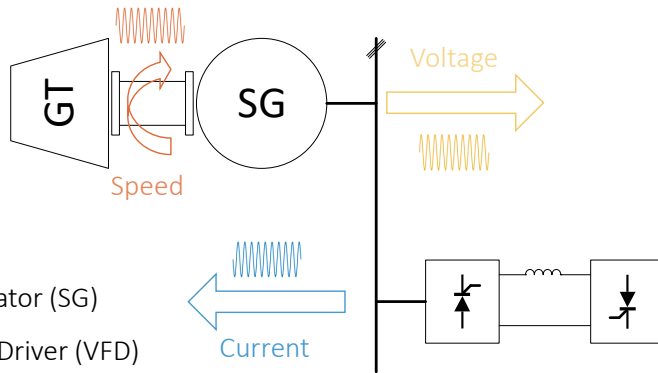 Voltage
GT
SG
Speed
ator (SG)
Driver (VFD)
Current